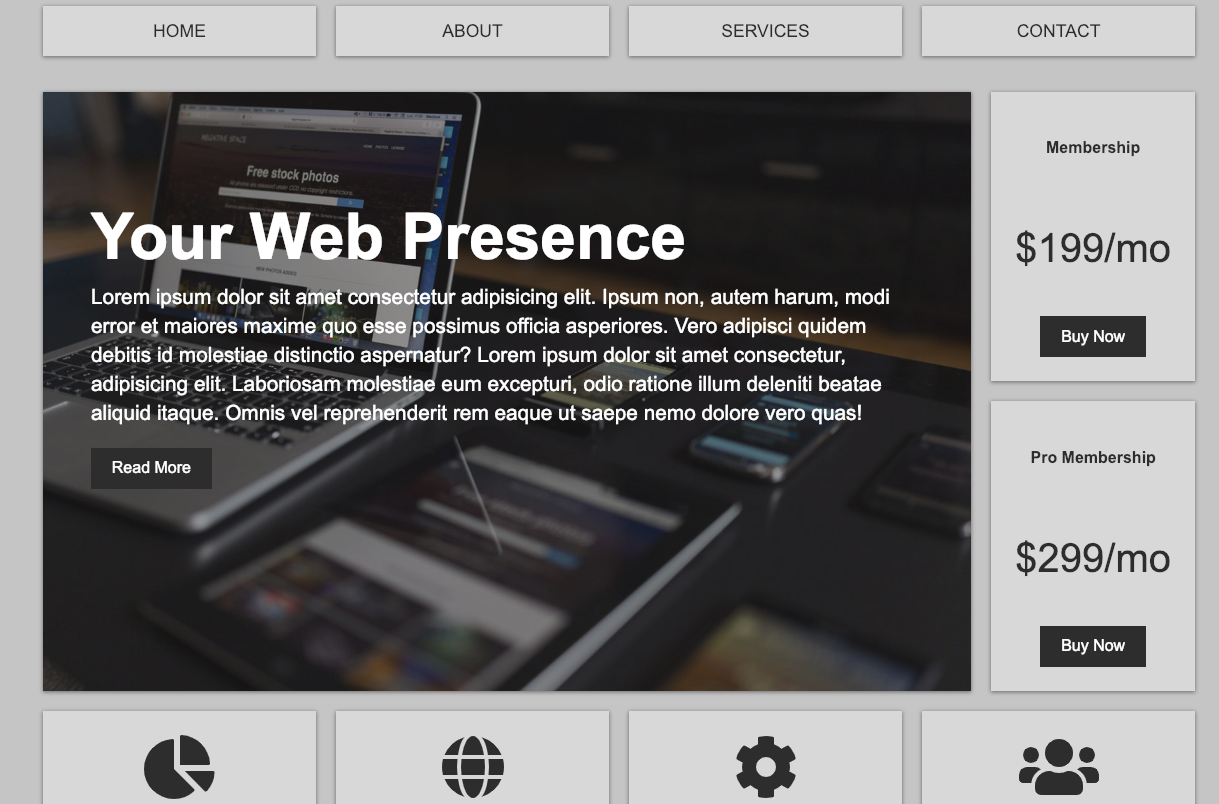 HOME
ABOUT
SERVICES
CONTACT
Free stock photos
Your Web Presence
Lorem ipsum dolor sit amet consectetur adipisicing elit. Ipsum non, autem harum, modi
error et maiores maxime quo esse possimus officia asperiores. Vero adipisci quidem
debitis id molestiae distinctio aspernatur? Lorem ipsum dolor sit amet consectetur,
adipisicing elit. Laboriosam molestiae eum excepturi, odio ratione illum deleniti beatae
aliquid itaque. Omnis vel reprehenderit rem eaque ut saepe nemo dolore vero quas!
Read More
Membership
$199/mo
Buy Now
Pro Membership
$299/mo
Buy Now